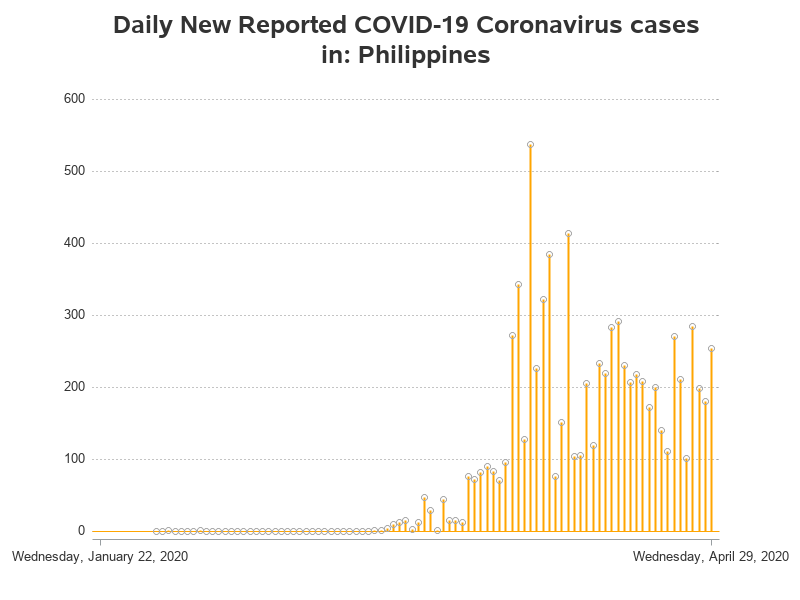 Daily New Reported COVID-19 Coronavirus cases
in: Philippines
600
500
400
300
200
100
0
Wednesday, January 22, 2020
Wednesday, April 29, 2020